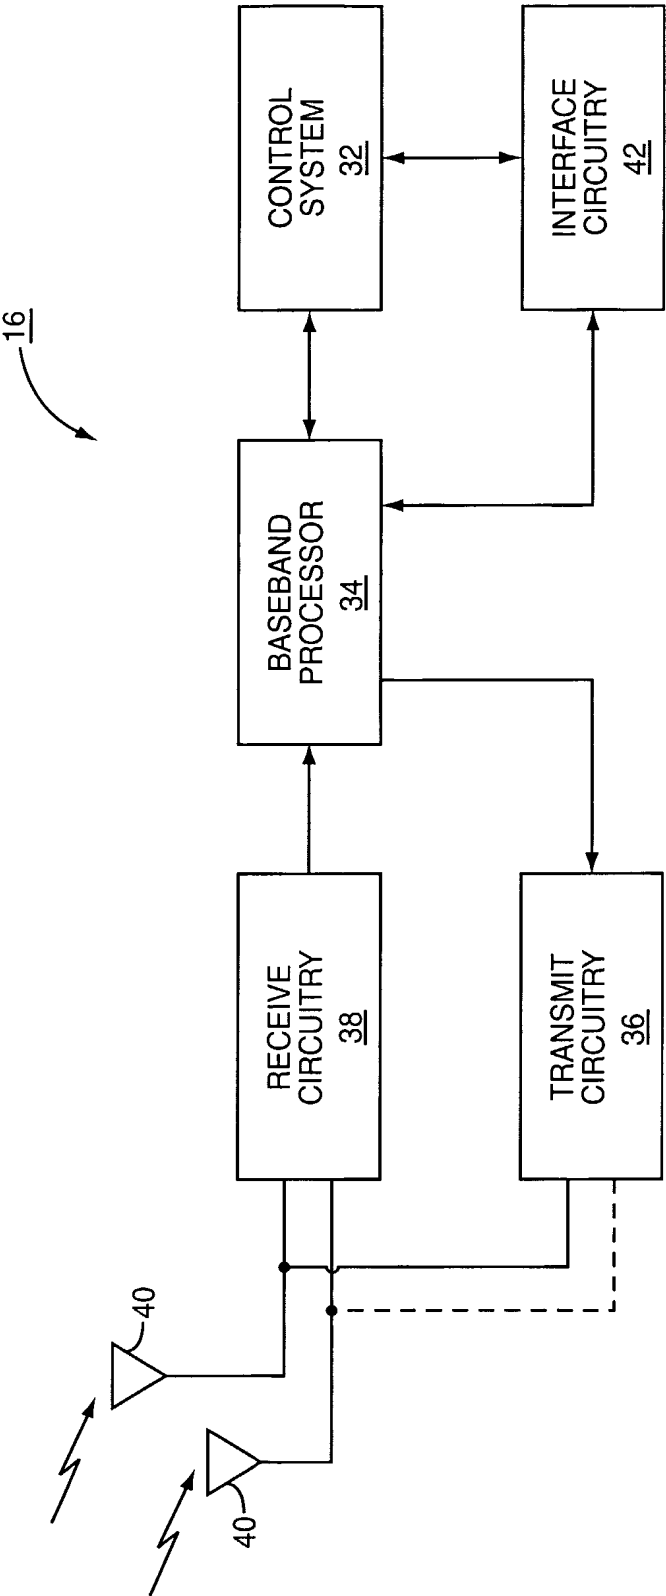 16
40
40
RECEIVE
CIRCUITRY
38
BASEBAND
PROCESSOR
34
CONTROL
SYSTEM
32
TRANSMIT
CIRCUITRY
36
INTERFACE
CIRCUITRY
42